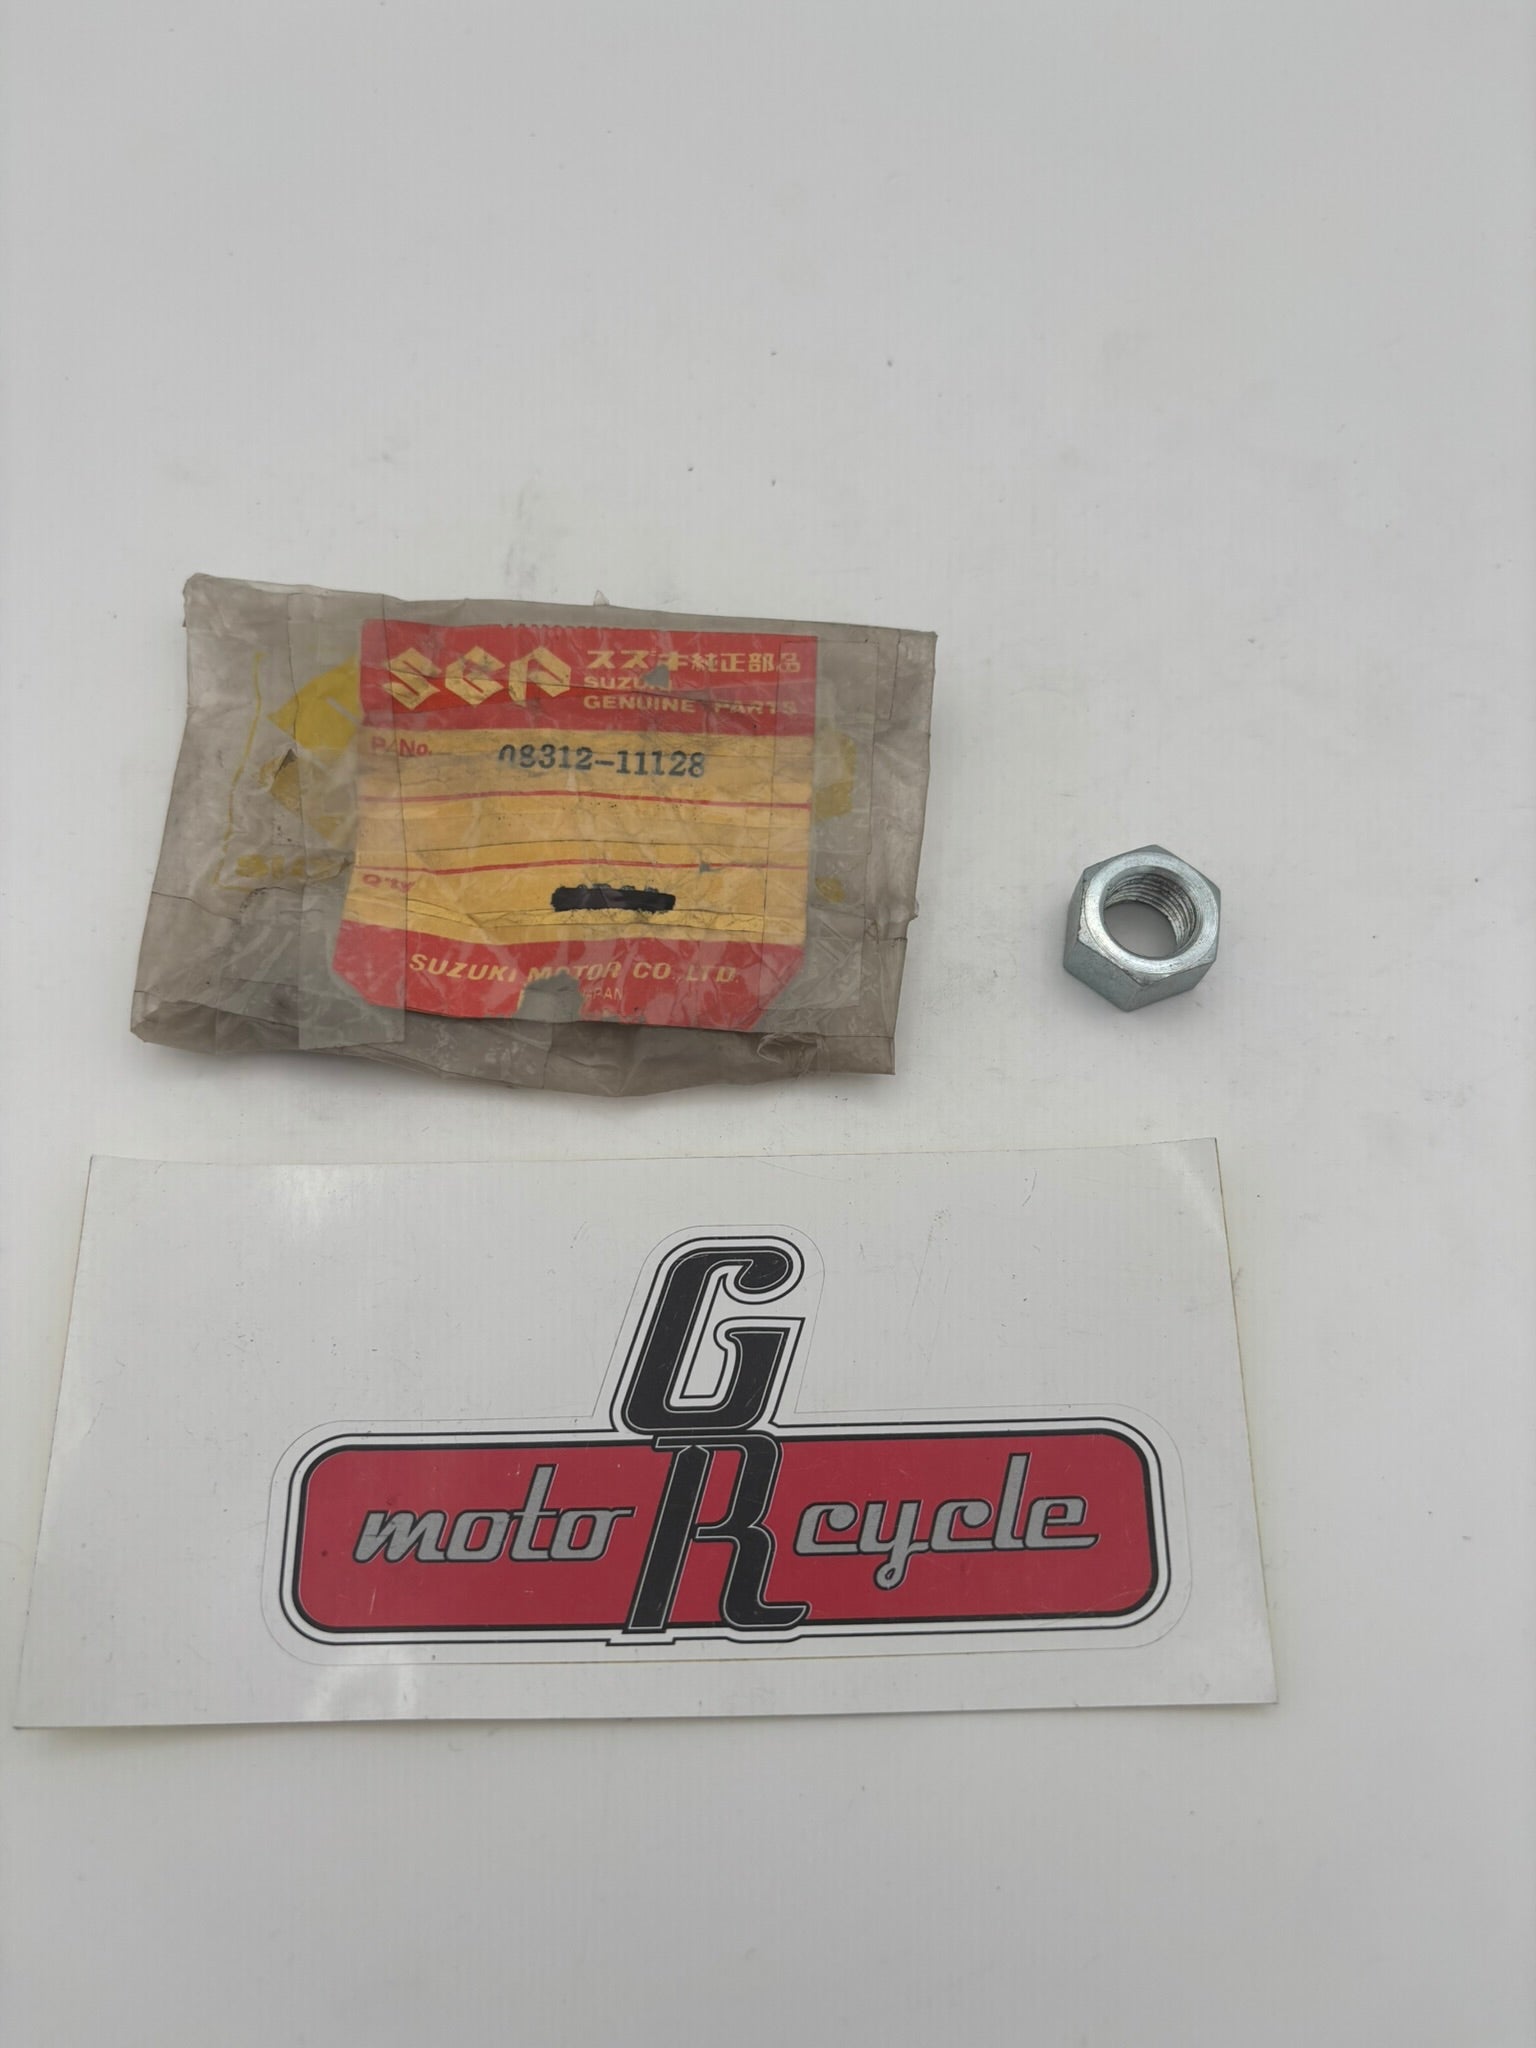 SGP スズキ純正部品
SUZUKI
GENUINE PARTS
P/No. 08312-11128
Q'ty
SUZUKI MOTOR CO.,LTD.
GR
moto cycle